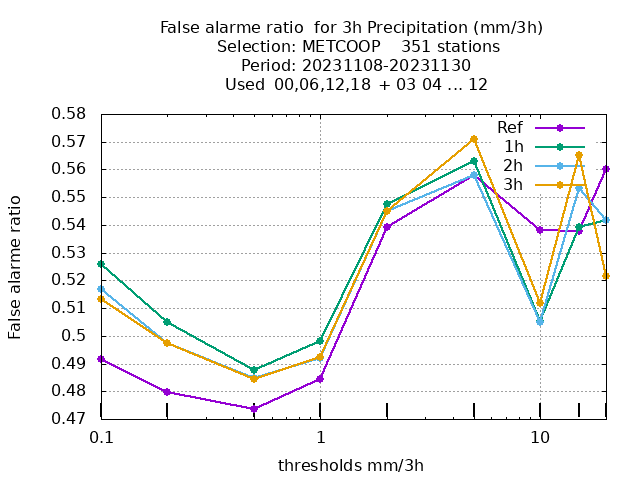 False alarme ratio  for 3h Precipitation (mm/3h)
Selection: METCOOP    351 stations
Period: 20231108-20231130
Used  00,06,12,18  + 03 04 ... 12
0.58
0.57
0.56
0.55
0.54
0.53
0.52
0.51
0.5
0.49
0.48
0.47
False alarme ratio
Ref
1h
2h
3h
0.1
1
10
thresholds mm/3h